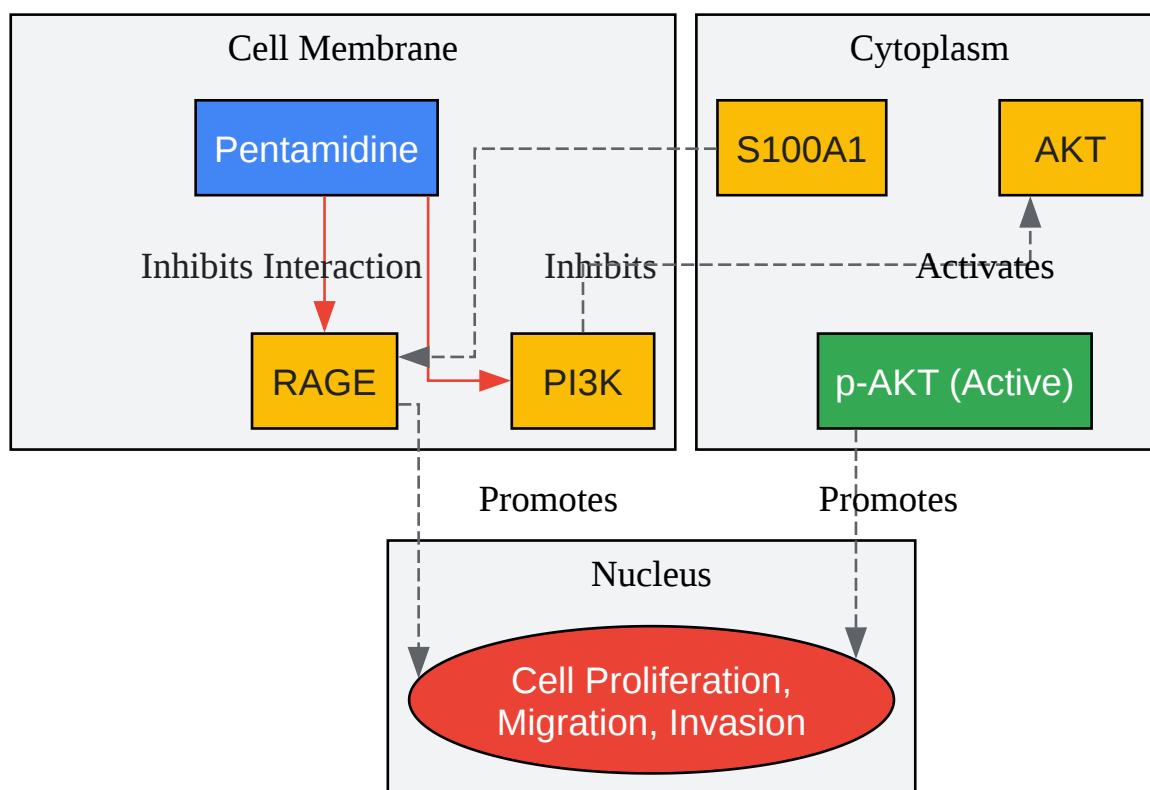 Cell Membrane
Cytoplasm
Pentamidine
S100A1
AKT
Inhibits Interaction
Inhibits
Activates
RAGE
PI3K
p-AKT (Active)
Promotes
Promotes
Nucleus
Cell Proliferation,
Migration, Invasion